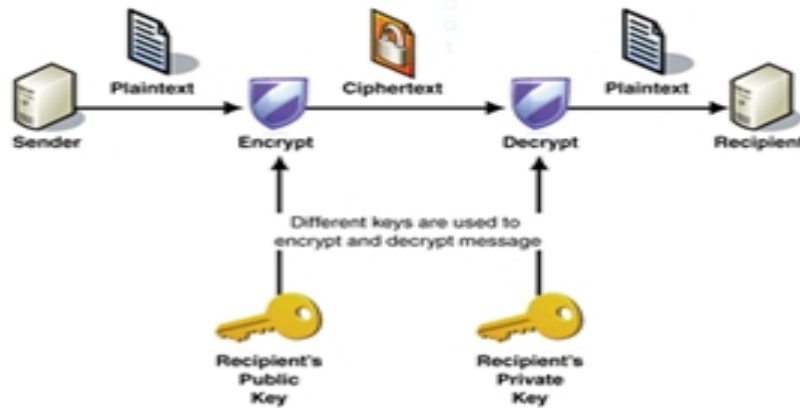 Plaintext
Ciphertext
Plaintext
Sender
Encrypt
Decrypt
Recipient
Different keys are used to
encrypt and decrypt message
Recipient's
Public
Key
Recipient's
Private
Key